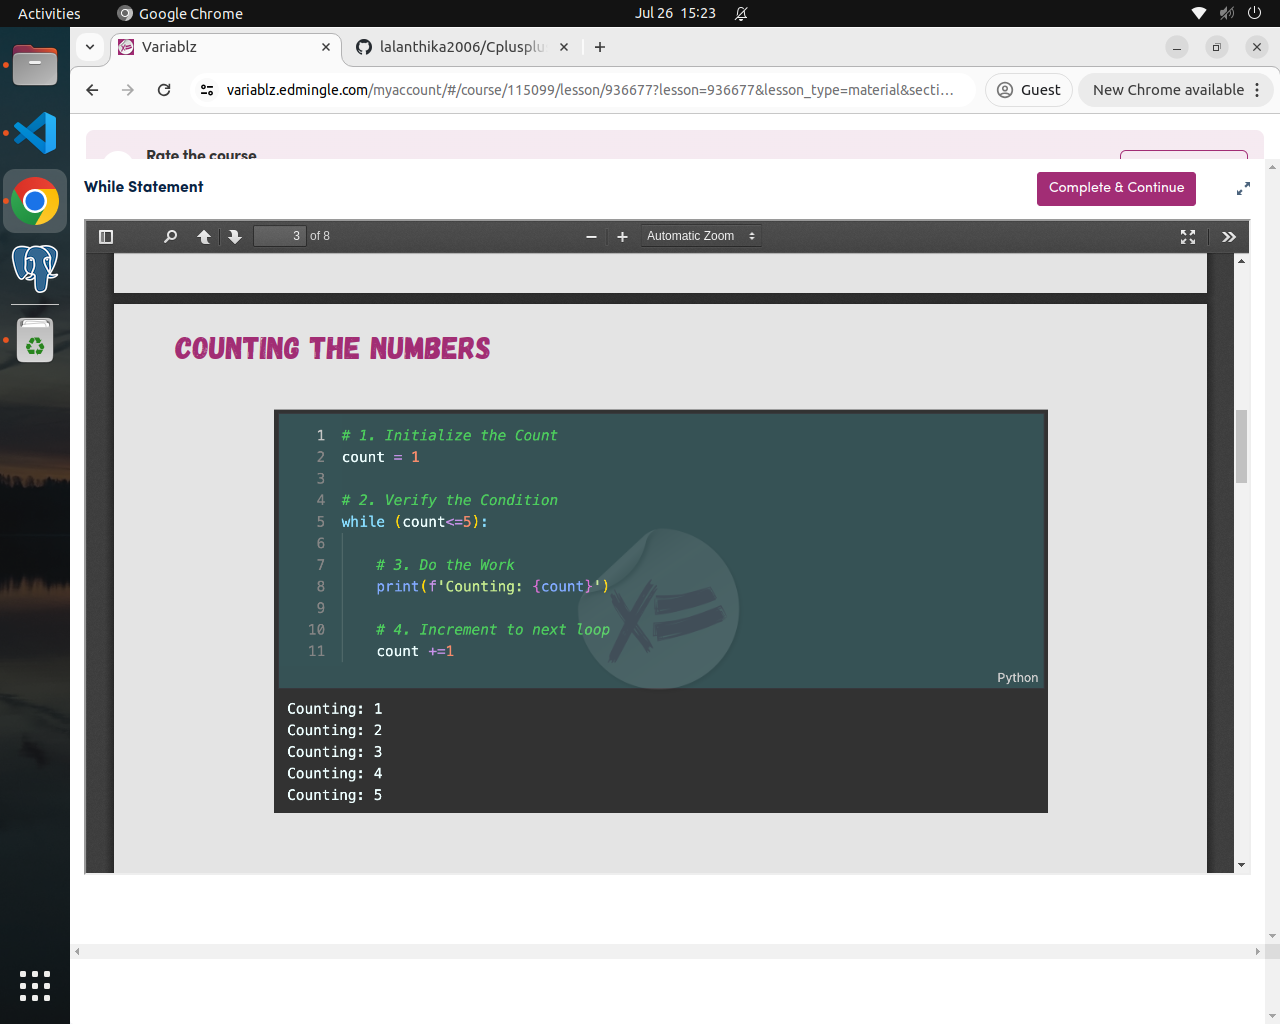 Activities
Google Chrome
Jul 26 15:23
Variablz
lalanthika2006/Cplusplu
variablz.edmingle.com/myaccount/#/course/115099/lesson/936677?lesson=936677&lesson_type=material&secti...
Guest
New Chrome available
Rate the course
While Statement
Complete & Continue
3 of 8
Automatic Zoom
COUNTING THE NUMBERS
1 # 1. Initialize the Count
2 count = 1
3
4 # 2. Verify the Condition
5 while (count<=5):
6
7 # 3. Do the Work
8 print(f'Counting: {count}')
9
10 # 4. Increment to next loop
11 count +=1
Python
Counting: 1
Counting: 2
Counting: 3
Counting: 4
Counting: 5
X=